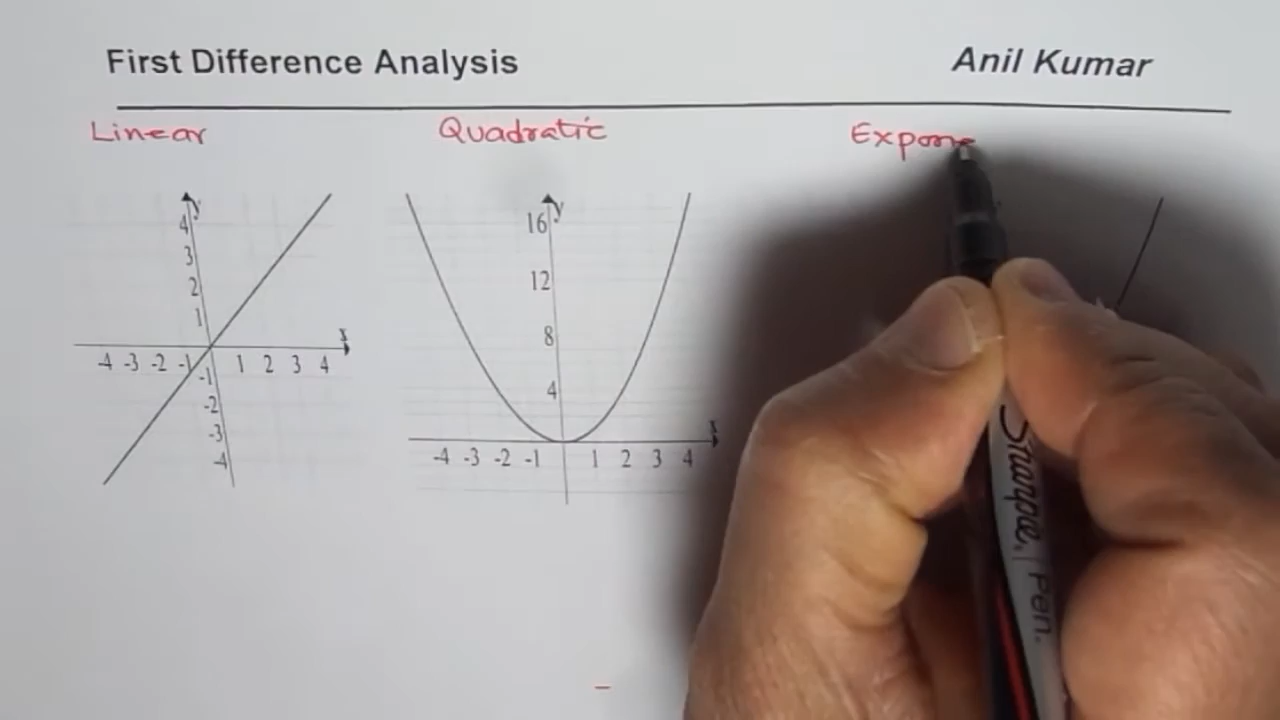 First Difference Analysis Anil Kumar
Linear Quadratic Expone
y
4
3
2
1
x
-4 -3 -2 -1 1 2 3 4
-1
-2
-3
-4
y
16
12
8
4
x
-4 -3 -2 -1 1 2 3 4
Sharpie. Pen.